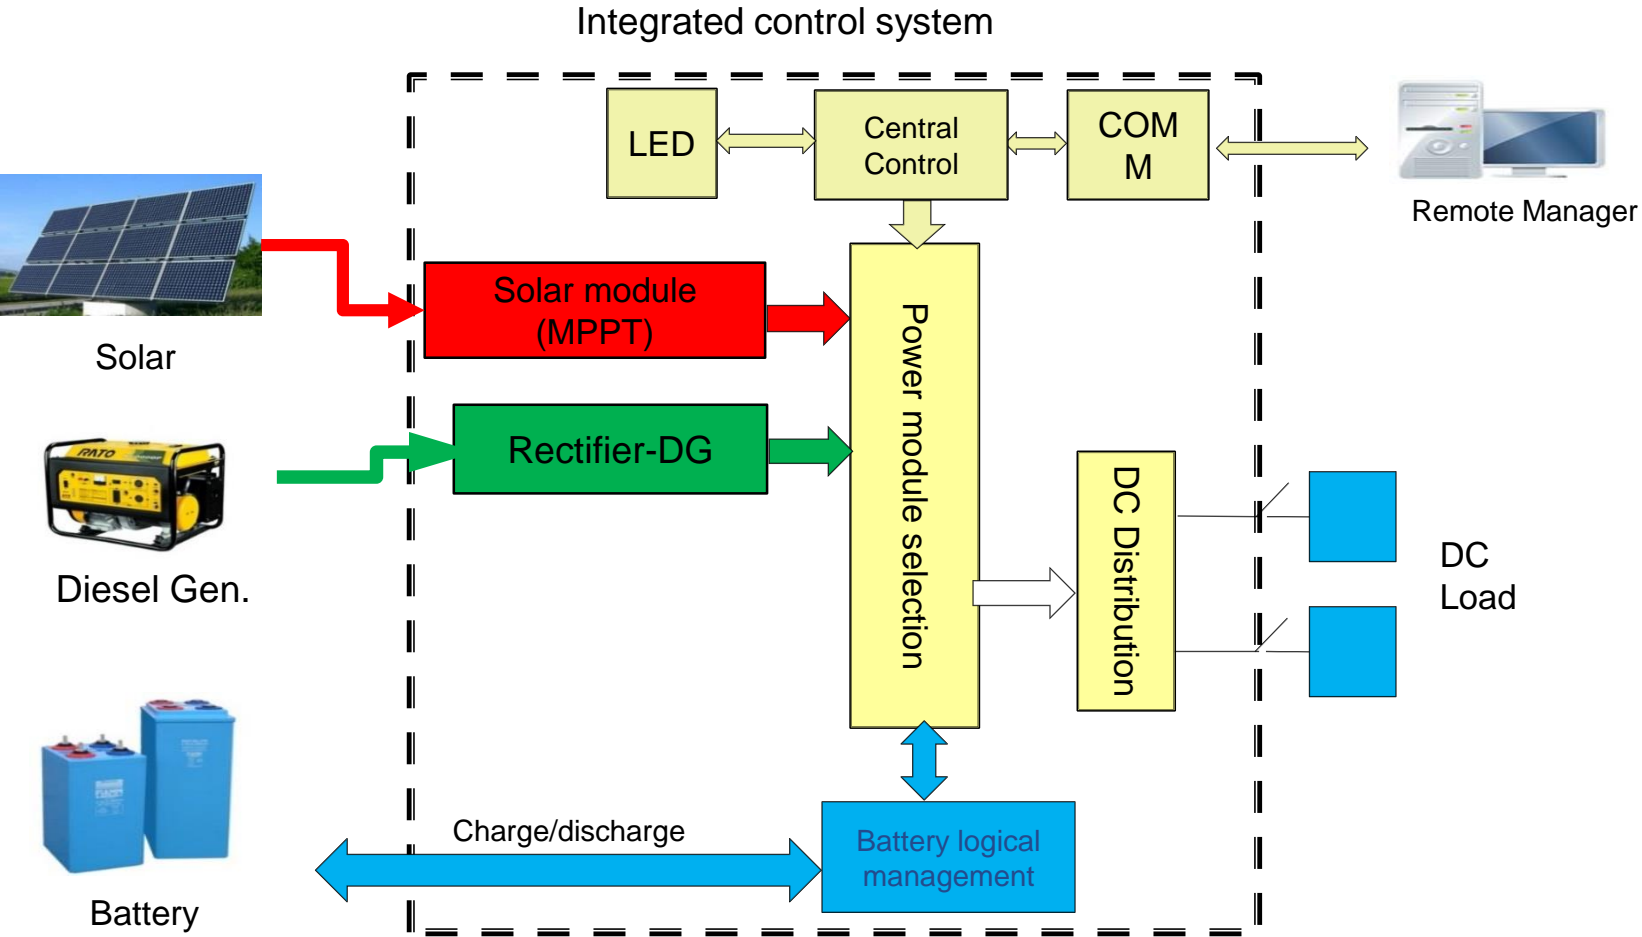 Integrated control system
LED
Central
Control
COM
M
Remote Manager
Solar module
(MPPT)
Solar
Power module selection
Rectifier-DG
RATO
Diesel Gen.
DC Distribution
DC
Load
Charge/discharge
Battery logical
management
Battery